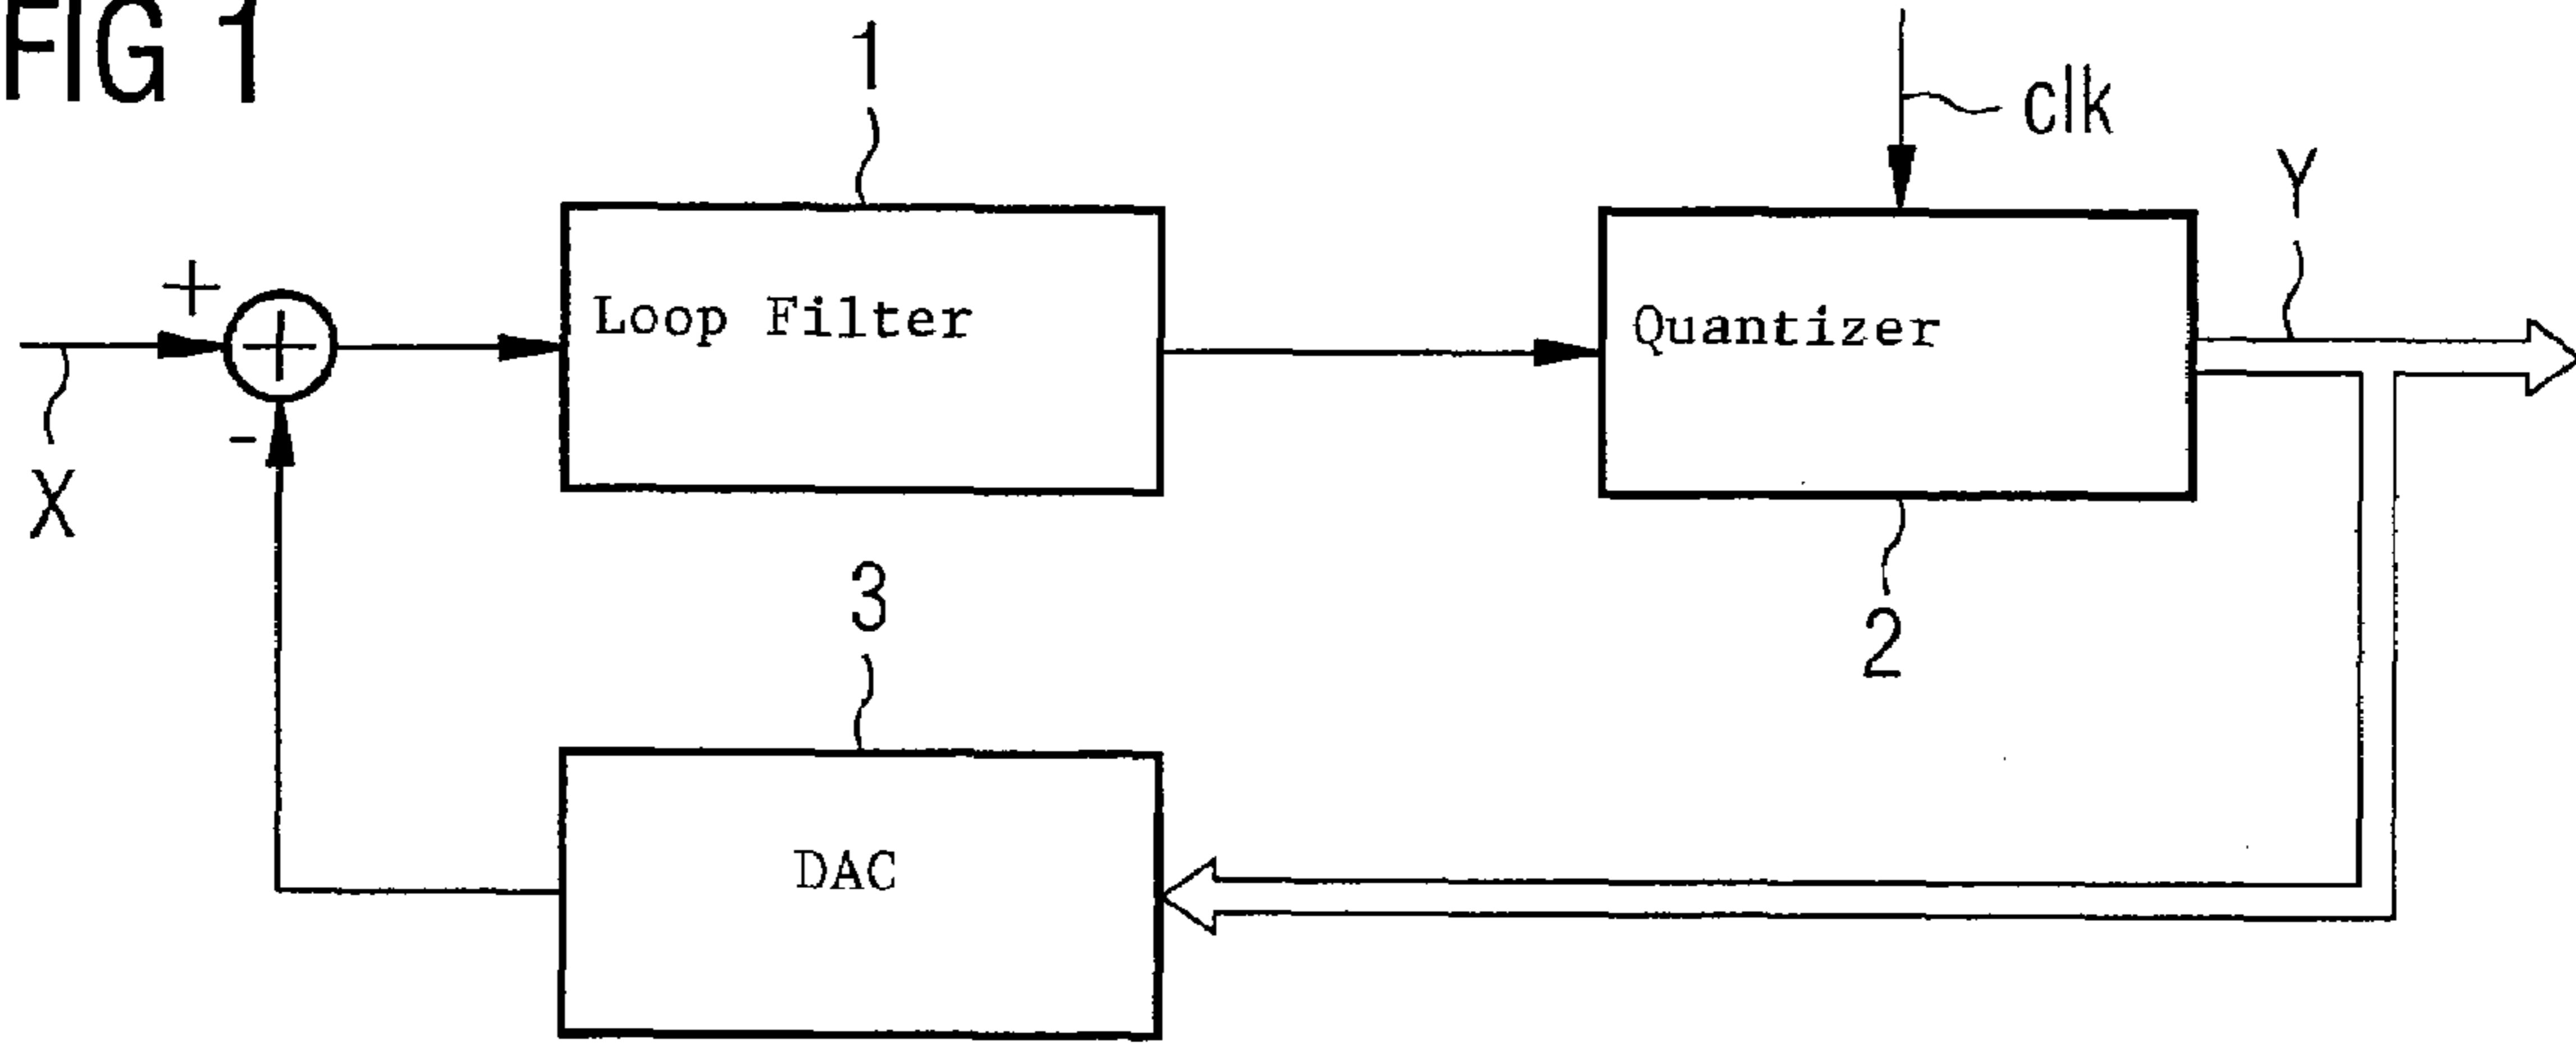 FIG 1
1
clk
Y
+
Loop Filter
Quantizer
-
X
3
2
DAC